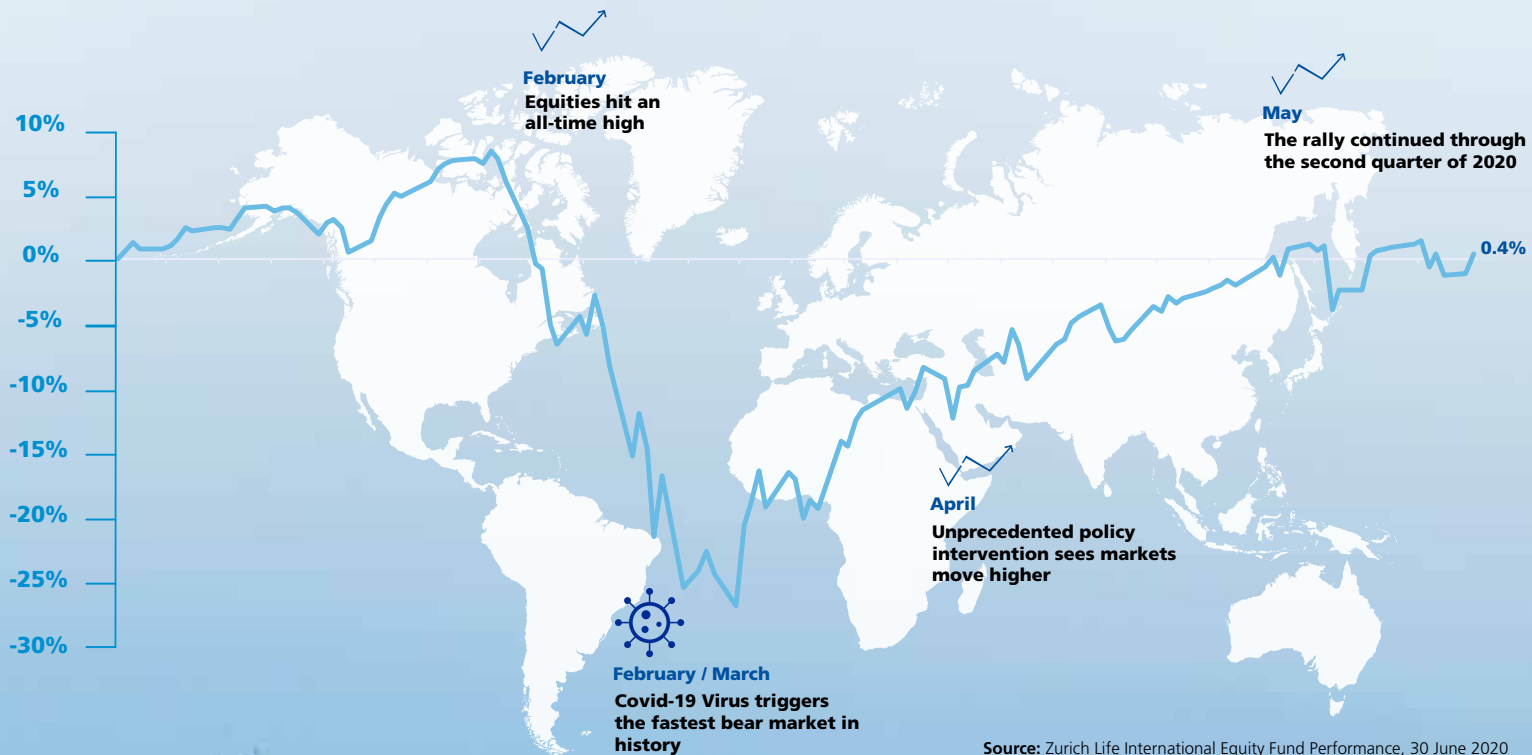 February
Equities hit an
all-time high
May
The rally continued through
the second quarter of 2020
10%
5%
0%
-5%
-10%
-15%
-20%
-25%
-30%
0.4%
April
Unprecedented policy
intervention sees markets
move higher
February / March
Covid-19 Virus triggers
the fastest bear market in
history
Source: Zurich Life International Equity Fund Performance, 30 June 2020